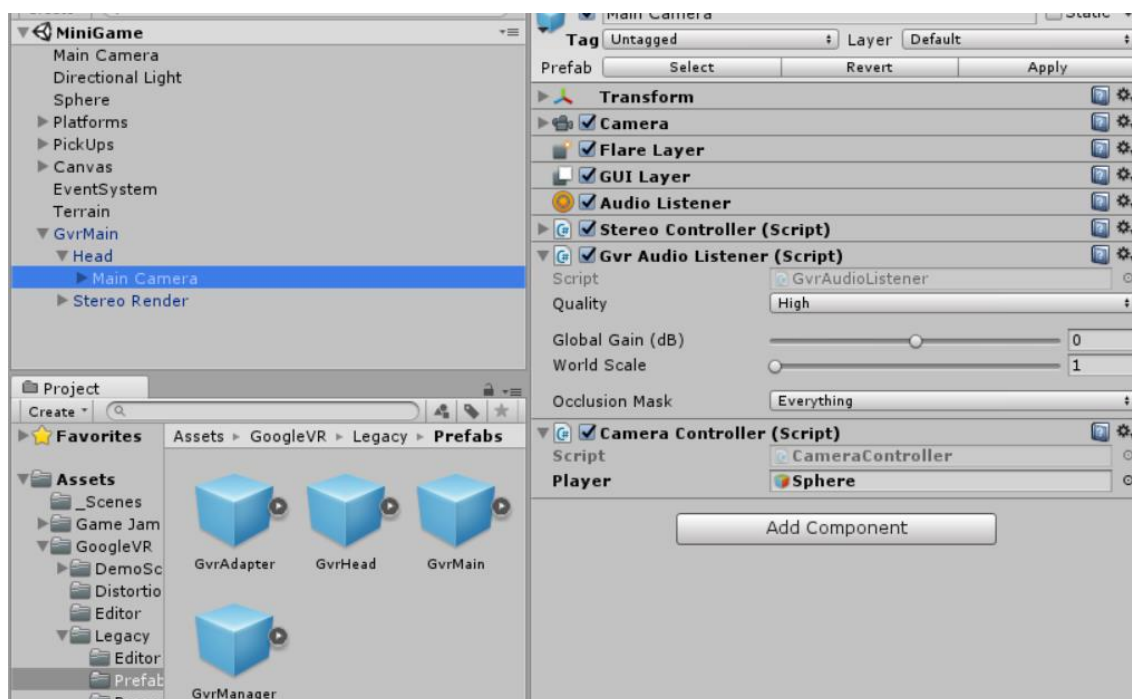 MiniGame
Main Camera
Directional Light
Sphere
Platforms
PickUps
Canvas
EventSystem
Terrain
GvrMain
Head
Main Camera
Stereo Render
Project
Create
Favorites
Assets
_Scenes
Game Jam
GoogleVR
DemoSc
Distortio
Editor
Legacy
Editor
Prefab
Assets ▸ GoogleVR ▸ Legacy ▸ Prefabs
GvrAdapter GvrHead GvrMain
GvrManager
Main Camera Static
Tag Untagged Layer Default
Prefab Select Revert Apply
Transform
Camera
Flare Layer
GUI Layer
Audio Listener
Stereo Controller (Script)
Gvr Audio Listener (Script)
Script GvrAudioListener
Quality High
Global Gain (dB) 0
World Scale 1
Occlusion Mask Everything
Camera Controller (Script)
Script CameraController
Player Sphere
Add Component